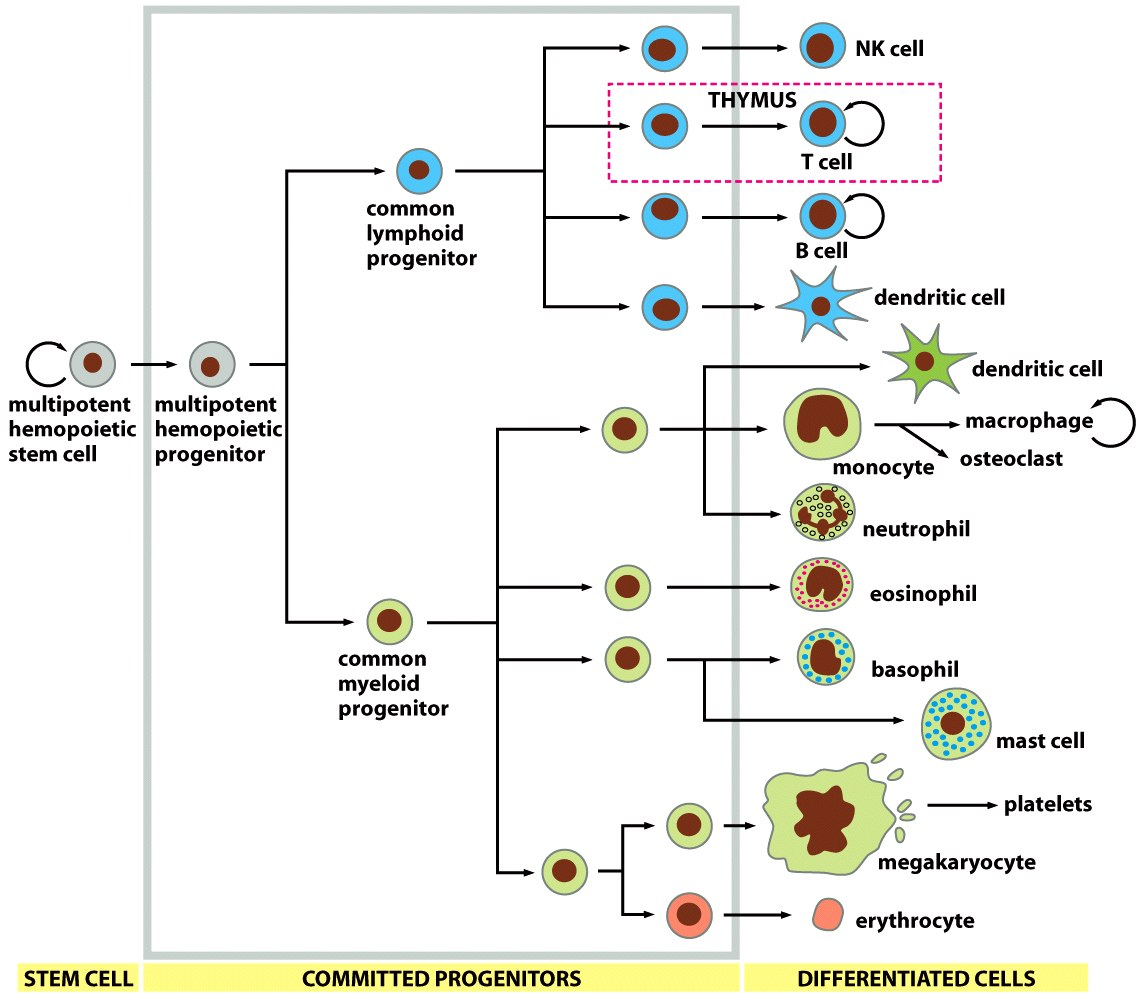 NK cell
THYMUS
T cell
common
lymphoid
progenitor
B cell
dendritic cell
multipotent
hemopoietic
stem cell
multipotent
hemopoietic
progenitor
dendritic cell
macrophage
monocyte
osteoclast
neutrophil
eosinophil
common
myeloid
progenitor
basophil
mast cell
platelets
megakaryocyte
erythrocyte
STEM CELL
COMMITTED PROGENITORS
DIFFERENTIATED CELLS